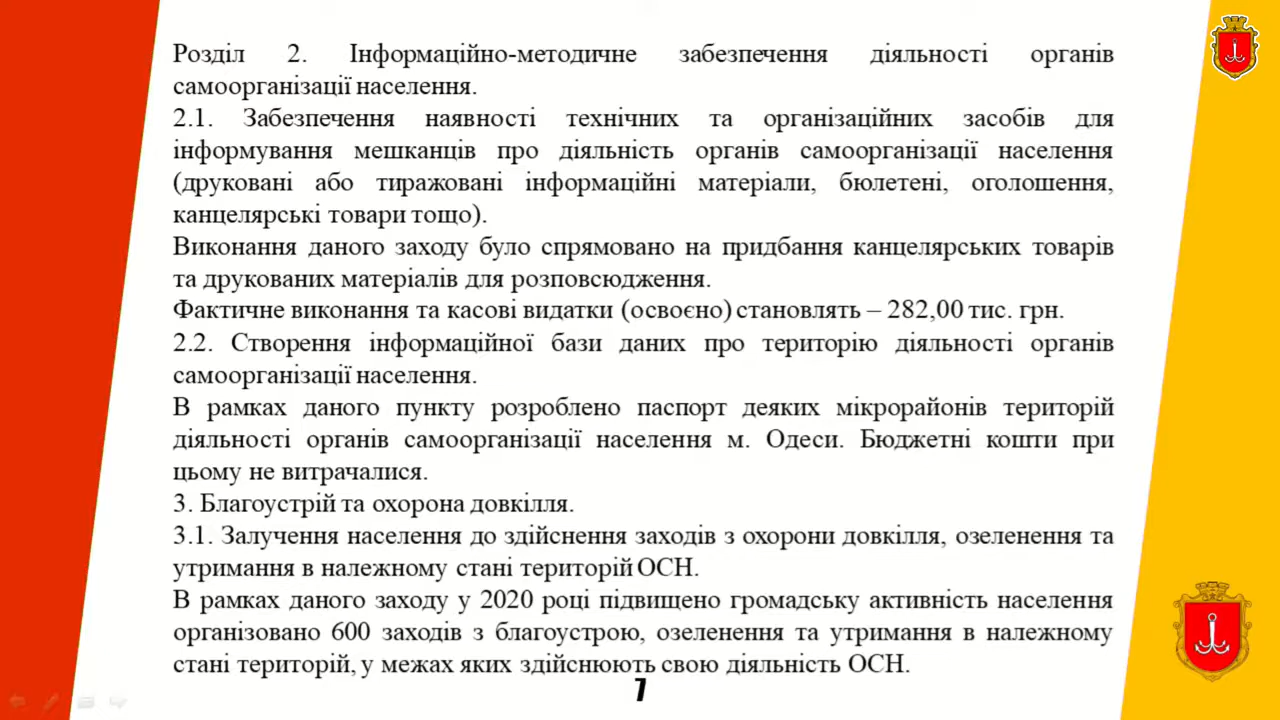 Розділ 2. Інформаційно-методичне забезпечення діяльності органів
самоорганізації населення.
2.1. Забезпечення наявності технічних та організаційних засобів для
інформування мешканців про діяльність органів самоорганізації населення
(друковані або тиражовані інформаційні матеріали, бюлетені, оголошення,
канцелярські товари тощо).
Виконання даного заходу було спрямовано на придбання канцелярських товарів
та друкованих матеріалів для розповсюдження.
Фактичне виконання та касові видатки (освоєно) становлять – 282,00 тис. грн.
2.2. Створення інформаційної бази даних про територію діяльності органів
самоорганізації населення.
В рамках даного пункту розроблено паспорт деяких мікрорайонів територій
діяльності органів самоорганізації населення м. Одеси. Бюджетні кошти при
цьому не витрачалися.
3. Благоустрій та охорона довкілля.
3.1. Залучення населення до здійснення заходів з охорони довкілля, озеленення та
утримання в належному стані територій ОСН.
В рамках даного заходу у 2020 році підвищено громадську активність населення
організовано 600 заходів з благоустрою, озеленення та утримання в належному
стані територій, у межах яких здійснюють свою діяльність ОСН.
7